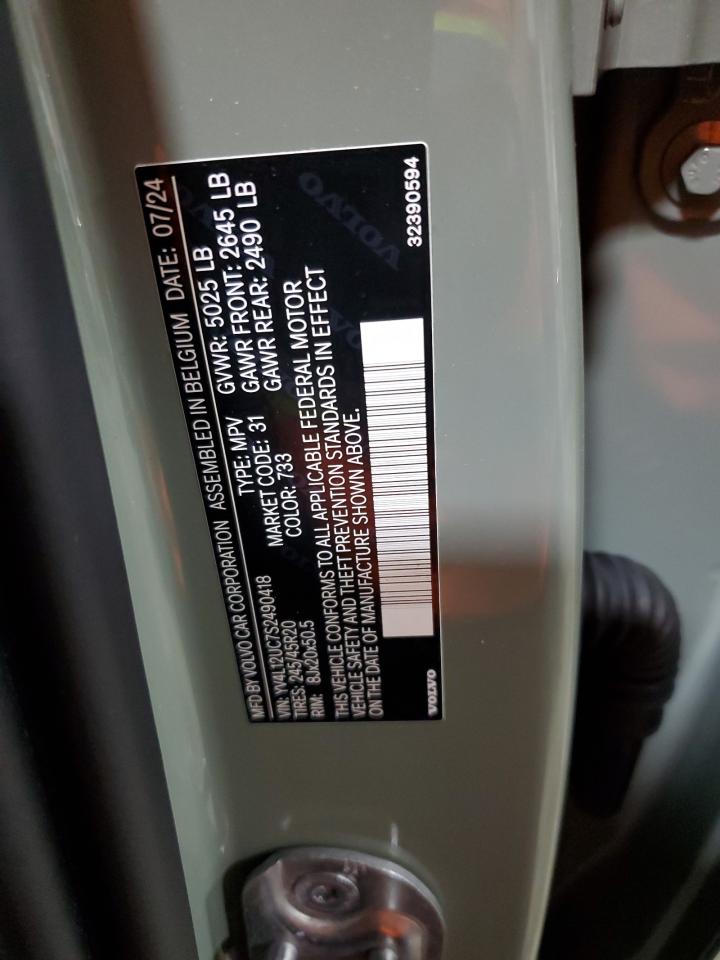 MFD BY VOLVO CAR CORPORATION ASSEMBLED IN BELGIUM DATE: 07/24
VIN: YV4L12UC7S2490418 TYPE: MPV GVWR: 5025 LB
TIRES: 245/45R20 MARKET CODE: 31 GAWR FRONT: 2645 LB
RIM: 8Jx20x50.5 COLOR: 733 GAWR REAR: 2490 LB
THIS VEHICLE CONFORMS TO ALL APPLICABLE FEDERAL MOTOR
VEHICLE SAFETY AND THEFT PREVENTION STANDARDS IN EFFECT
ON THE DATE OF MANUFACTURE SHOWN ABOVE.
VOLVO
32390594
VOLVO